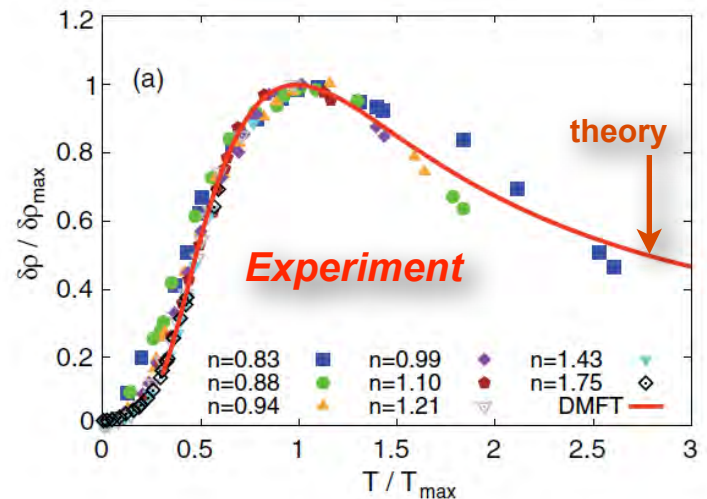 1.2
(a)
1
theory
0.8
0.6
Experiment
0.4
0.2
0
δρ / δρmax
n=0.83 n=0.99 n=1.43
n=0.88 n=1.10 n=1.75
n=0.94 n=1.21 DMFT
0 0.5 1 1.5 2 2.5 3
T / Tmax